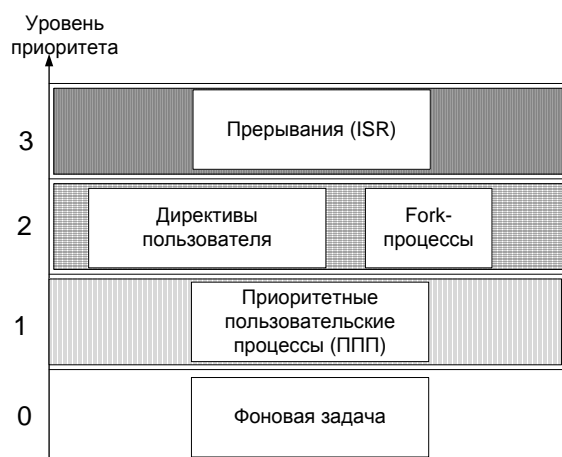 Уровень
приоритета
3
Прерывания (ISR)
2
Директивы
пользователя
Fork-
процессы
1
Приоритетные
пользовательские
процессы (ППП)
0
Фоновая задача